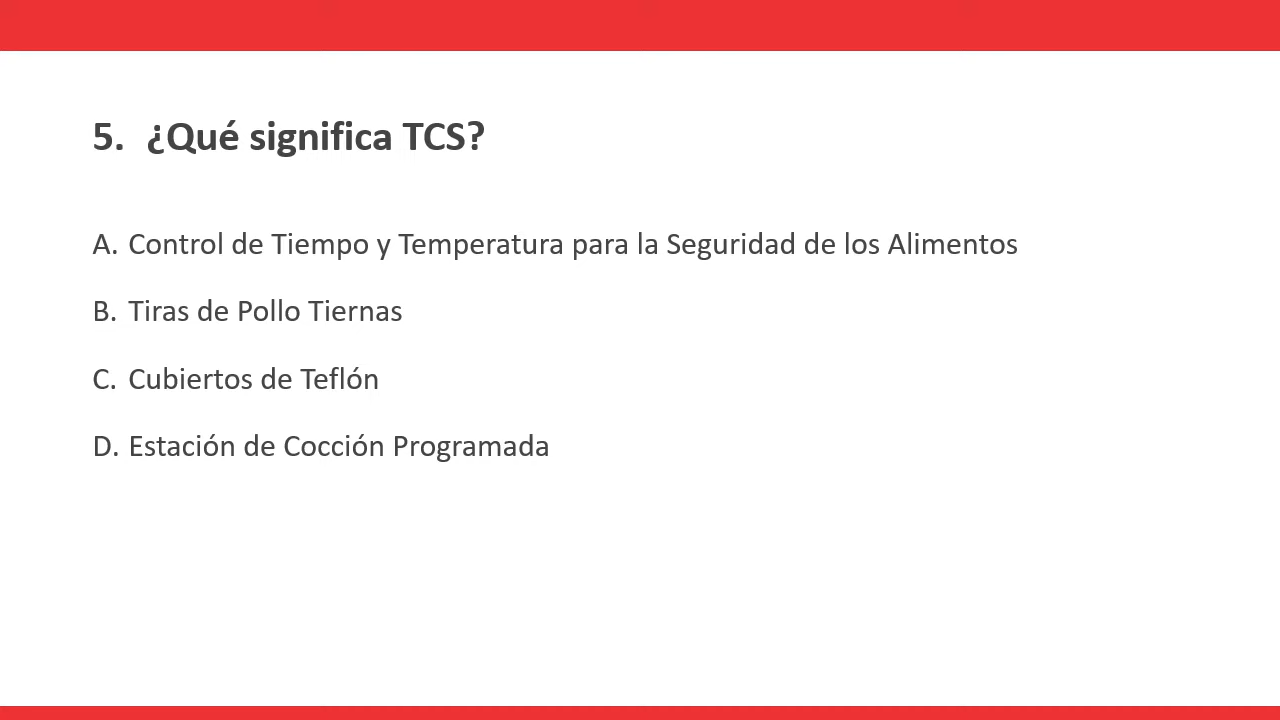 5. ¿Qué significa TCS?
A. Control de Tiempo y Temperatura para la Seguridad de los Alimentos
B. Tiras de Pollo Tiernas
C. Cubiertos de Teflón
D. Estación de Cocción Programada